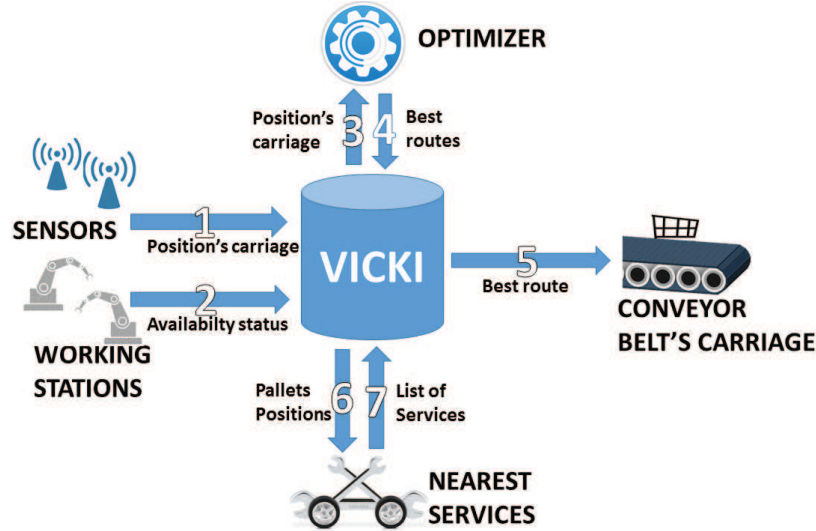 OPTIMIZER
Position's
carriage
3
4
Best
routes
SENSORS
1
Position's carriage
VICKI
5
Best route
2
Availabilty status
WORKING
STATIONS
CONVEYOR
BELT'S CARRIAGE
Pallets
Positions
6
7
List of
Services
NEAREST
SERVICES